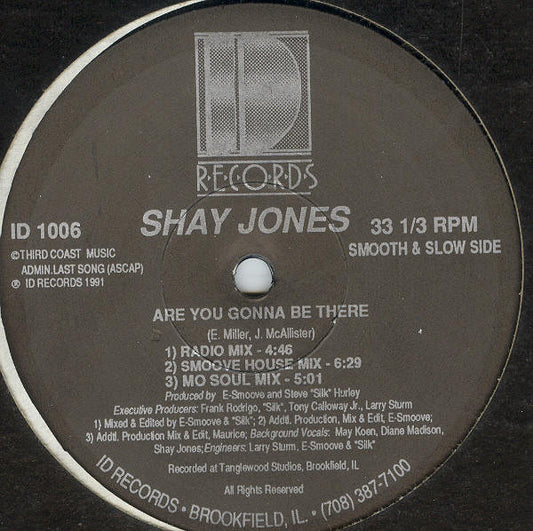 ID
R•E•C•O•R•D•S
ID 1006
SHAY JONES
33 1/3 RPM
SMOOTH & SLOW SIDE
©THIRD COAST MUSIC
ADMIN.LAST SONG (ASCAP)
℗ ID RECORDS 1991
ARE YOU GONNA BE THERE
(E. Miller, J. McAllister)
1) RADIO MIX - 4:46
2) SMOOVE HOUSE MIX - 6:29
3) MO SOUL MIX - 5:01
Produced by E-Smoove and Steve "Silk" Hurley
Executive Producers: Frank Rodrigo, "Silk", Tony Calloway Jr., Larry Sturm
1} Mixed & Edited by E-Smoove & "Silk"; 2) Addtl. Production, Mix & Edit, E-Smoove;
3) Addtl. Production Mix & Edit, Maurice; Background Vocals: May Koen, Diane Madison,
Shay Jones; Engineers: Larry Sturm, E-Smoove & "Silk"
Recorded at Tanglewood Studios, Brookfield, IL
All Rights Reserved
ID RECORDS • BROOKFIELD, IL. • (708) 387-7100